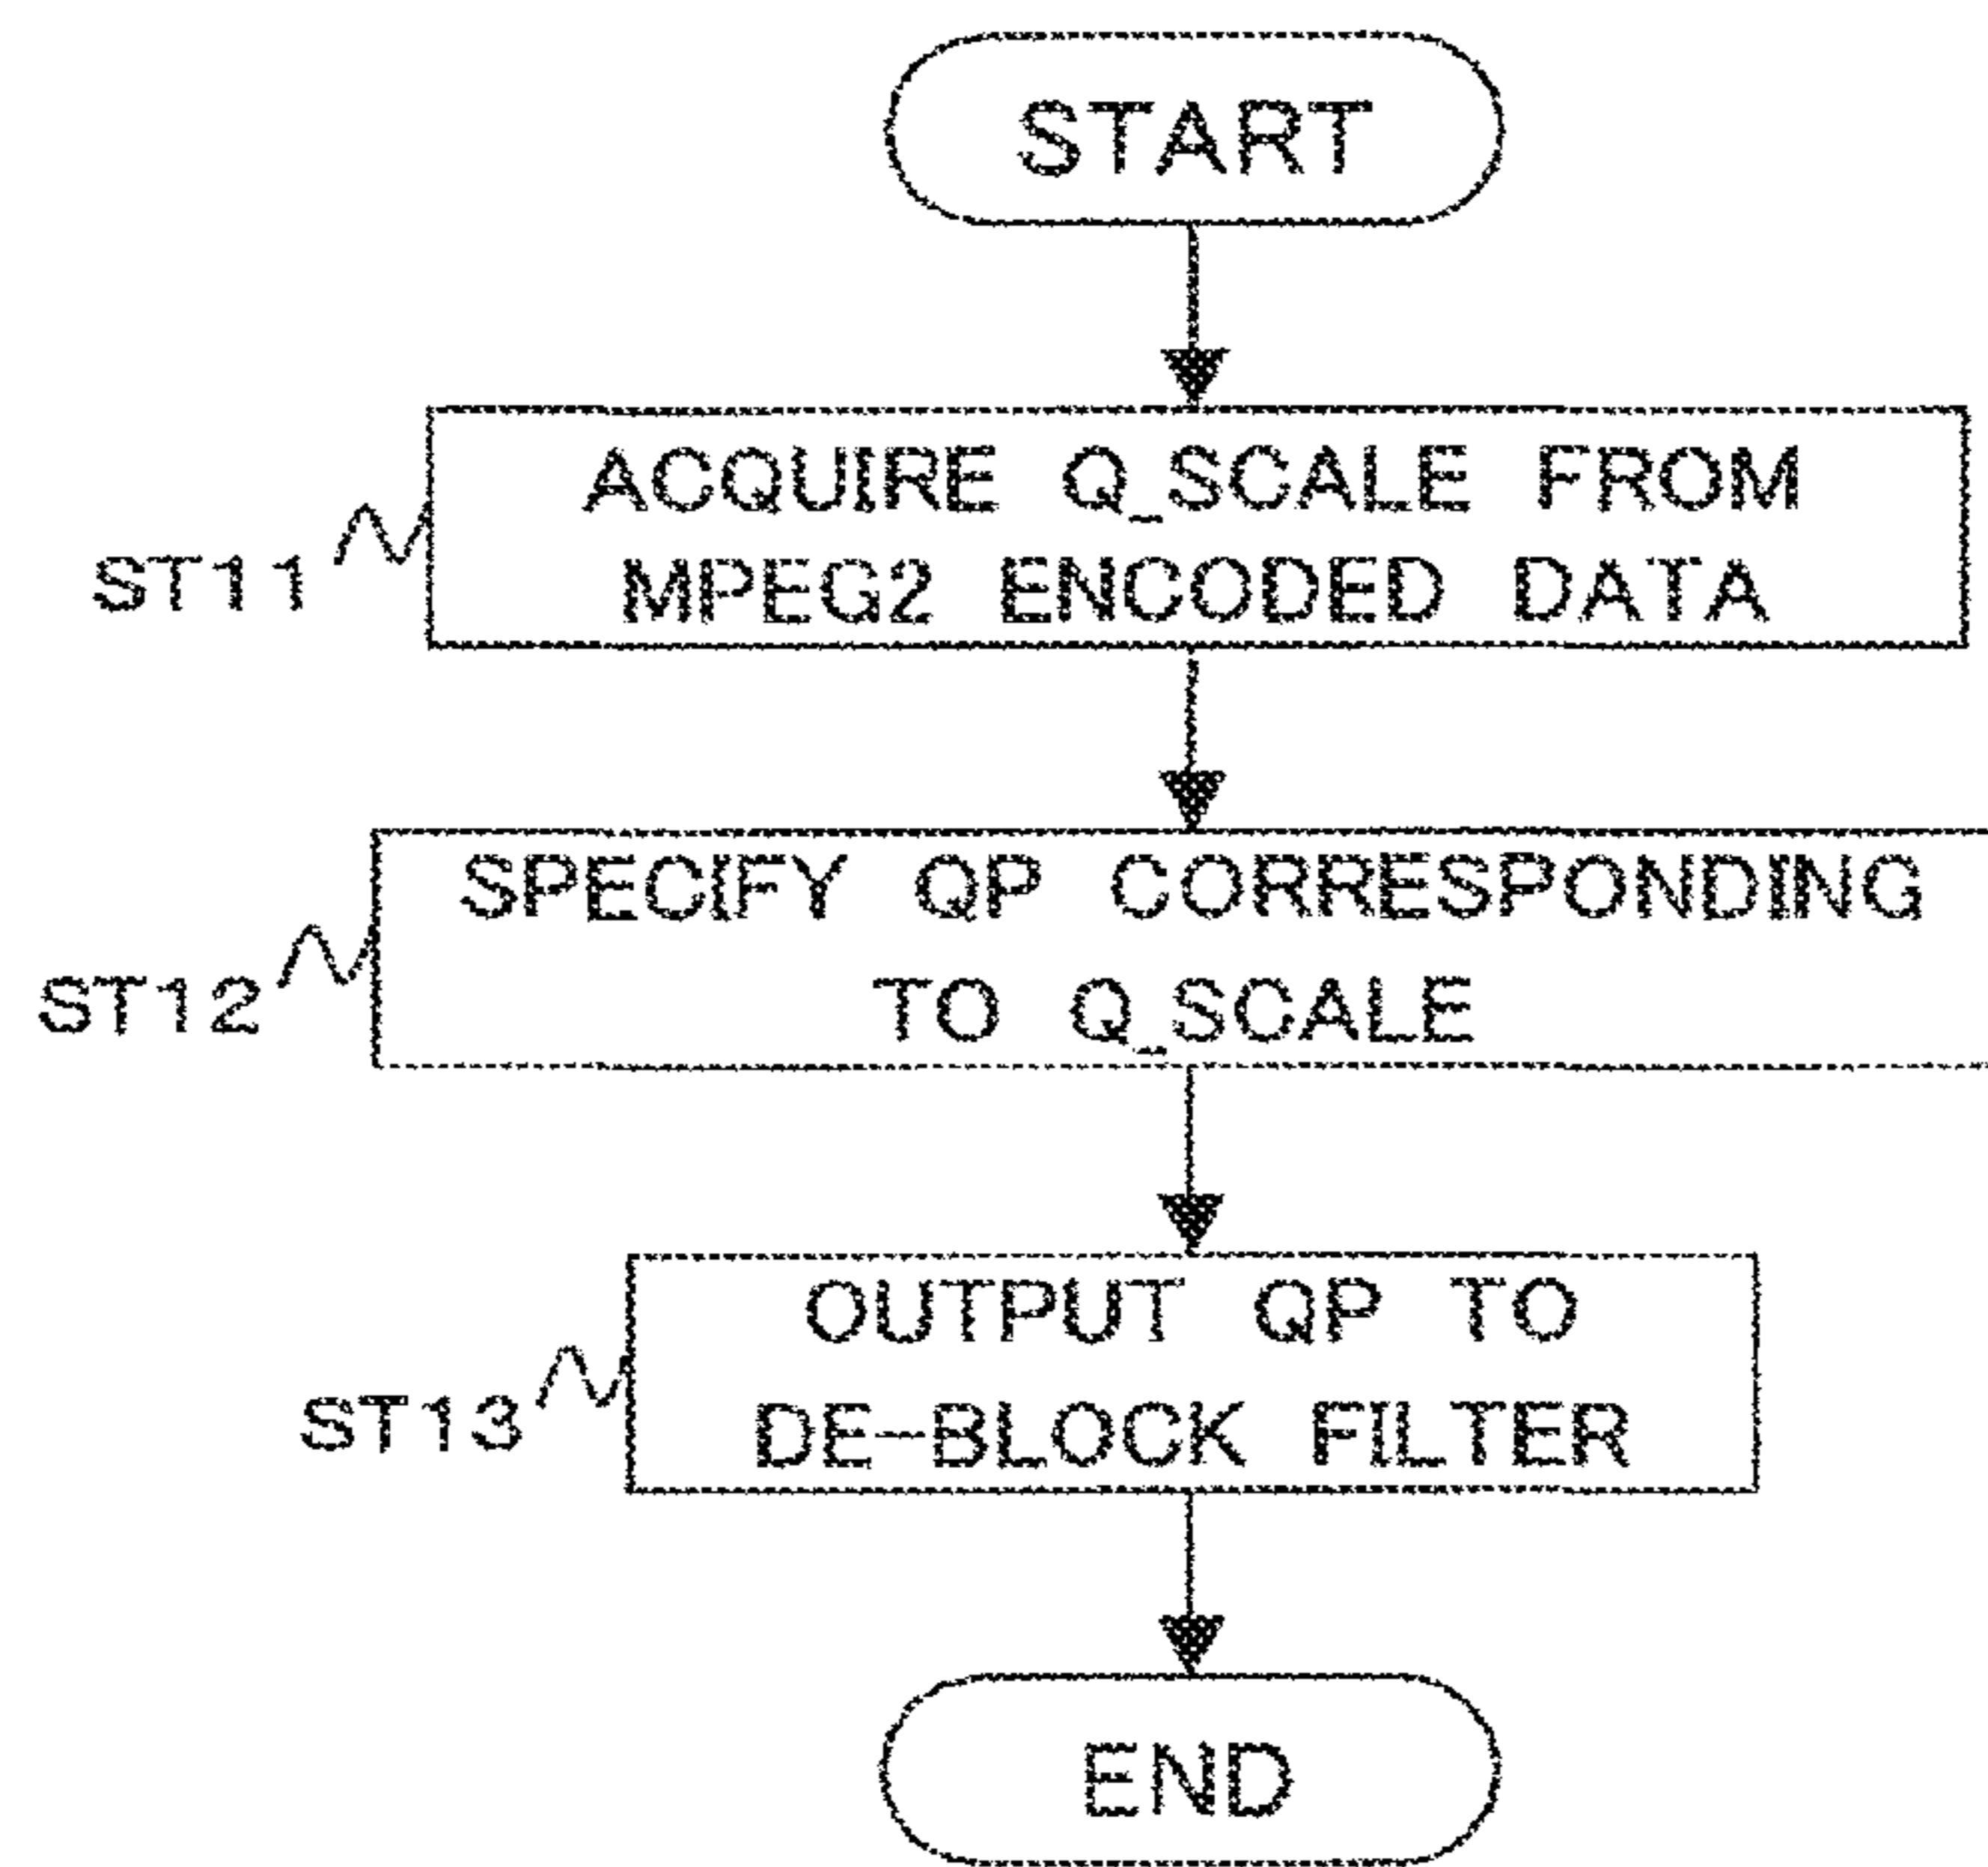 START
ACQUIRE Q_SCALE FROM
MPEG2 ENCODED DATA
ST11
SPECIFY QP CORRESPONDING
TO Q_SCALE
ST12
OUTPUT QP TO
DE-BLOCK FILTER
ST13
END